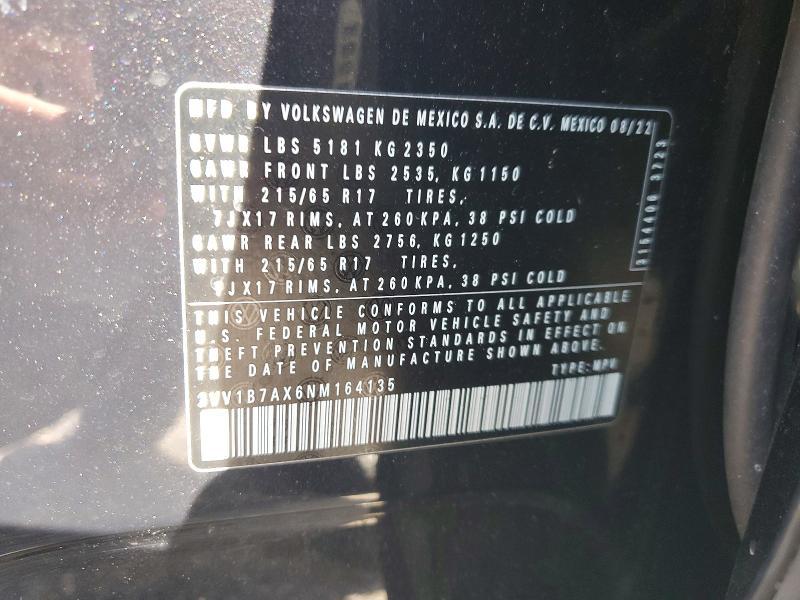 MFD BY VOLKSWAGEN DE MEXICO S.A. DE C.V. MEXICO 08/22
GVWR LBS 5181 KG 2350
GAWR FRONT LBS 2535, KG 1150
WITH 215/65 R17 TIRES,
7JX17 RIMS, AT 260 KPA, 38 PSI COLD
GAWR REAR LBS 2756, KG 1250
WITH 215/65 R17 TIRES,
7JX17 RIMS, AT 260 KPA, 38 PSI COLD
THIS VEHICLE CONFORMS TO ALL APPLICABLE
U.S. FEDERAL MOTOR VEHICLE SAFETY AND
THEFT PREVENTION STANDARDS IN EFFECT ON
THE DATE OF MANUFACTURE SHOWN ABOVE.
TYPE: MPV
3VV1B7AX6NM164135